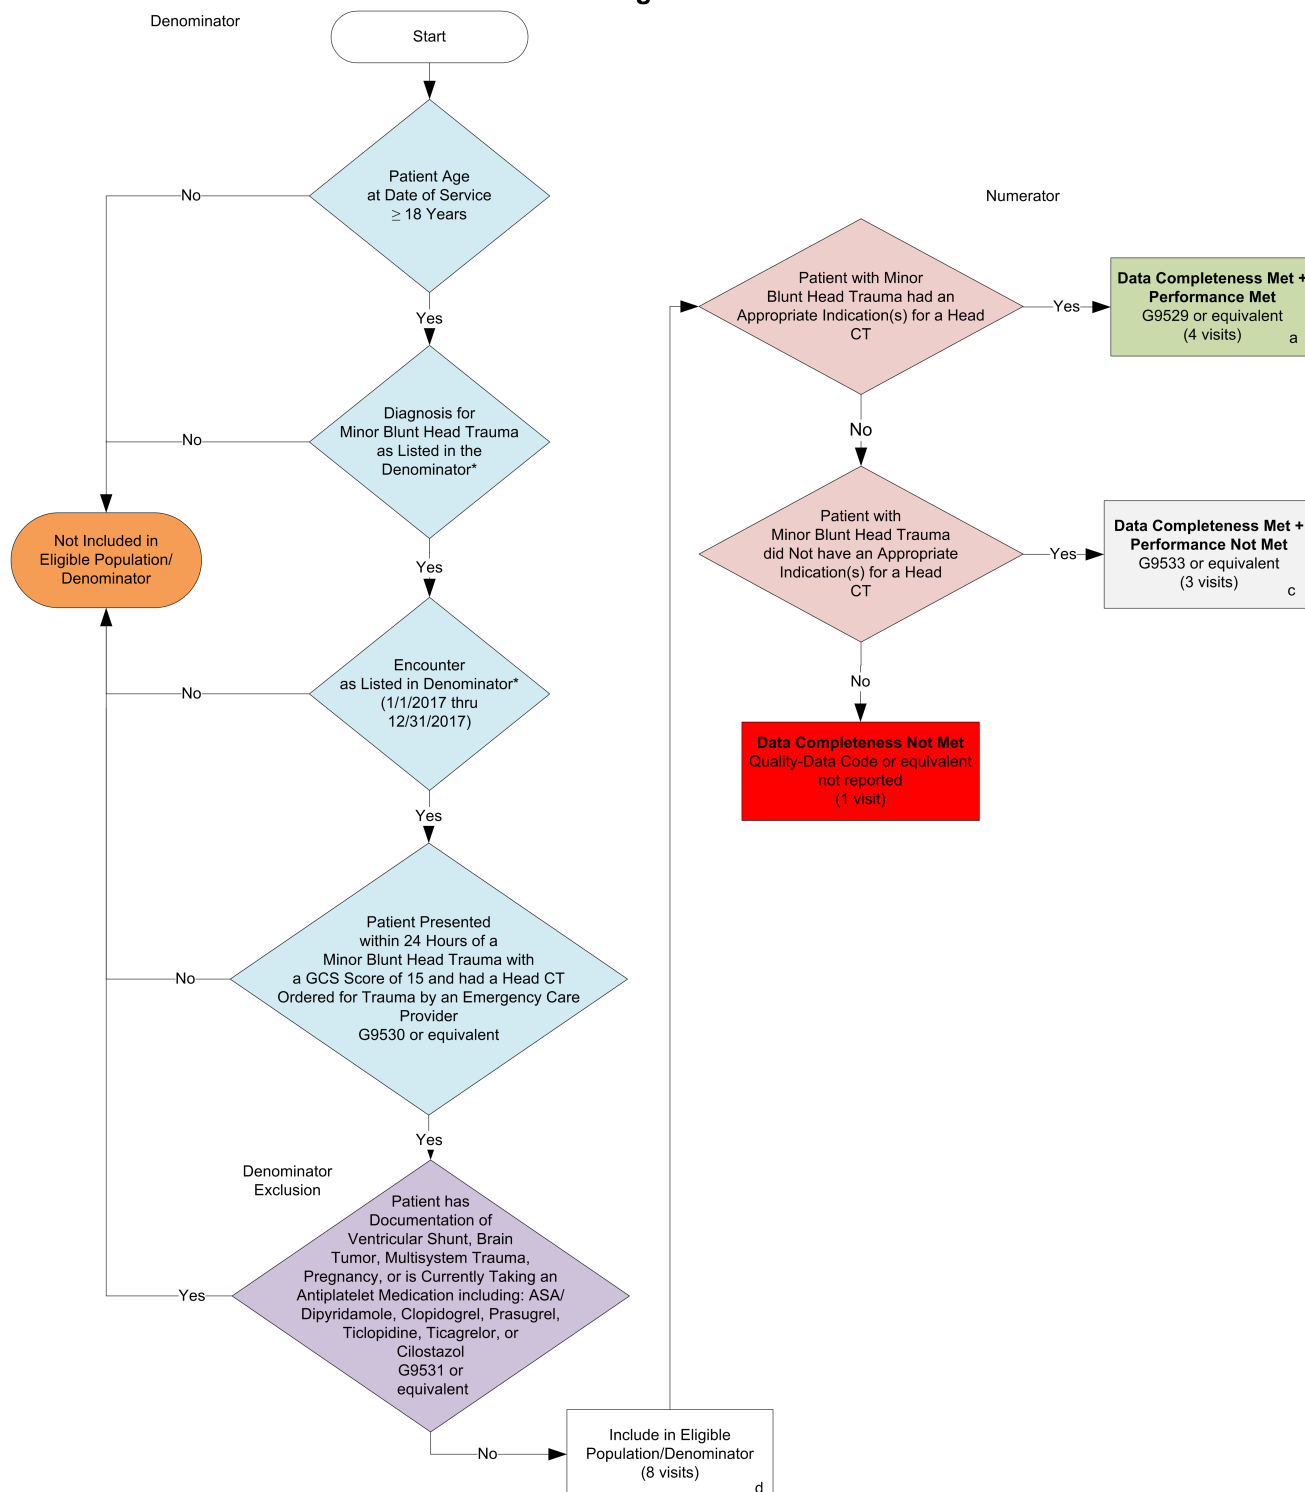 g
Denominator
Start
Patient Age
at Date of Service
≥ 18 Years
No
Yes
Diagnosis for
Minor Blunt Head Trauma
as Listed in the
Denominator*
No
Yes
Not Included in
Eligible Population/
Denominator
Encounter
as Listed in Denominator*
(1/1/2017 thru
12/31/2017)
No
Yes
Patient Presented
within 24 Hours of a
Minor Blunt Head Trauma with
a GCS Score of 15 and had a Head CT
Ordered for Trauma by an Emergency Care
Provider
G9530 or equivalent
No
Yes
Denominator
Exclusion
Patient has
Documentation of
Ventricular Shunt, Brain
Tumor, Multisystem Trauma,
Pregnancy, or is Currently Taking an
Antiplatelet Medication including: ASA/
Dipyridamole, Clopidogrel, Prasugrel,
Ticlopidine, Ticagrelor, or
Cilostazol
G9531 or
equivalent
Yes
No
Include in Eligible
Population/Denominator
(8 visits)
d
Numerator
Patient with Minor
Blunt Head Trauma had an
Appropriate Indication(s) for a Head
CT
Yes
Data Completeness Met +
Performance Met
G9529 or equivalent
(4 visits)
a
No
Patient with
Minor Blunt Head Trauma
did Not have an Appropriate
Indication(s) for a Head
CT
Yes
Data Completeness Met +
Performance Not Met
G9533 or equivalent
(3 visits)
c
No
Data Completeness Not Met
Quality-Data Code or equivalent
not reported
(1 visit)